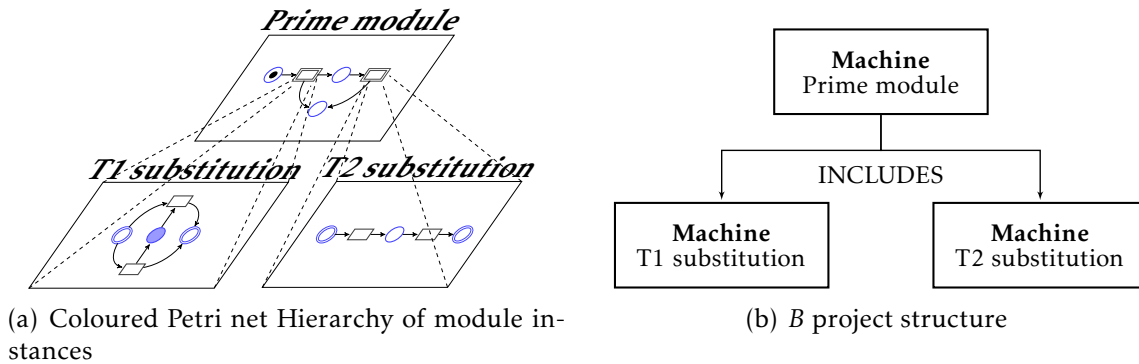 Prime module
T1 substitution
T2 substitution
(a) Coloured Petri net Hierarchy of module in-
stances
Machine
Prime module
INCLUDES
Machine
T1 substitution
Machine
T2 substitution
(b) B project structure